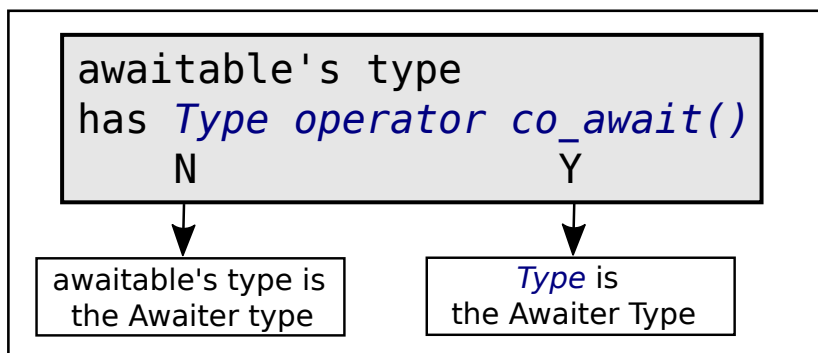 awaitable's type
has Type operator co_await()
N Y
awaitable's type is
the Awaiter type
Type is
the Awaiter Type